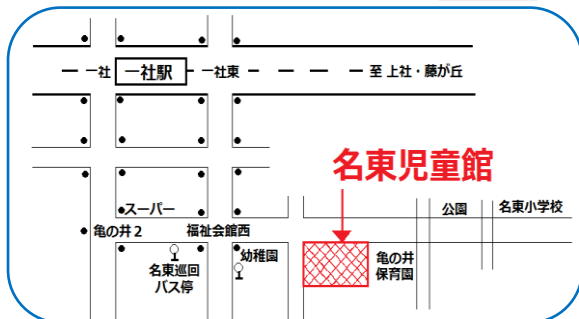 一社
一社駅
一社東
至 上社・藤が丘
名東児童館
スーパー
公園
名東小学校
亀の井2
福祉会館西
名東巡回
バス停
幼稚園
亀の井
保育園